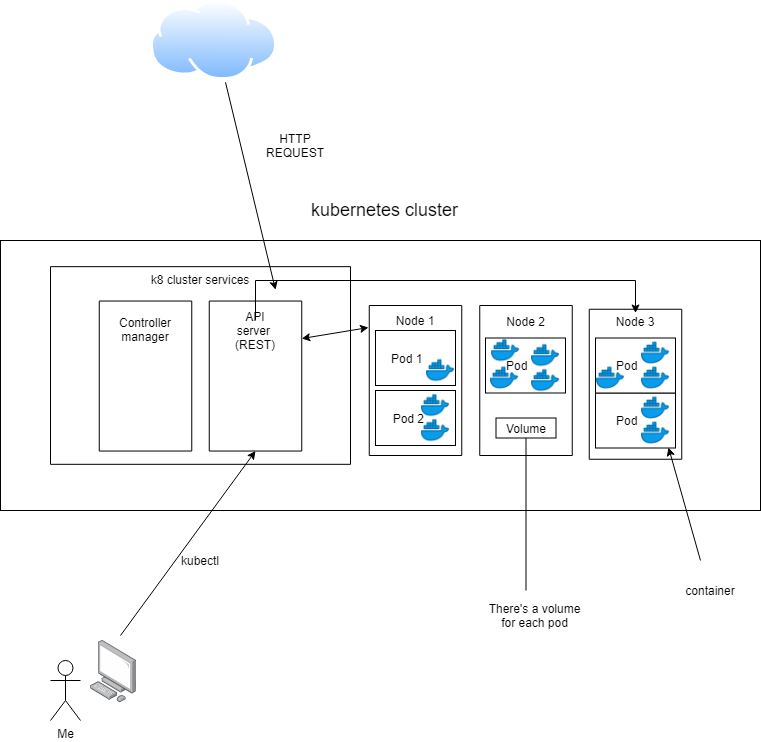 HTTP
REQUEST
kubernetes cluster
k8 cluster services
Controller
manager
API
server
(REST)
Node 1
Pod 1
Pod 2
Node 2
Pod
Volume
Node 3
Pod
Pod
kubectl
There's a volume
for each pod
container
Me